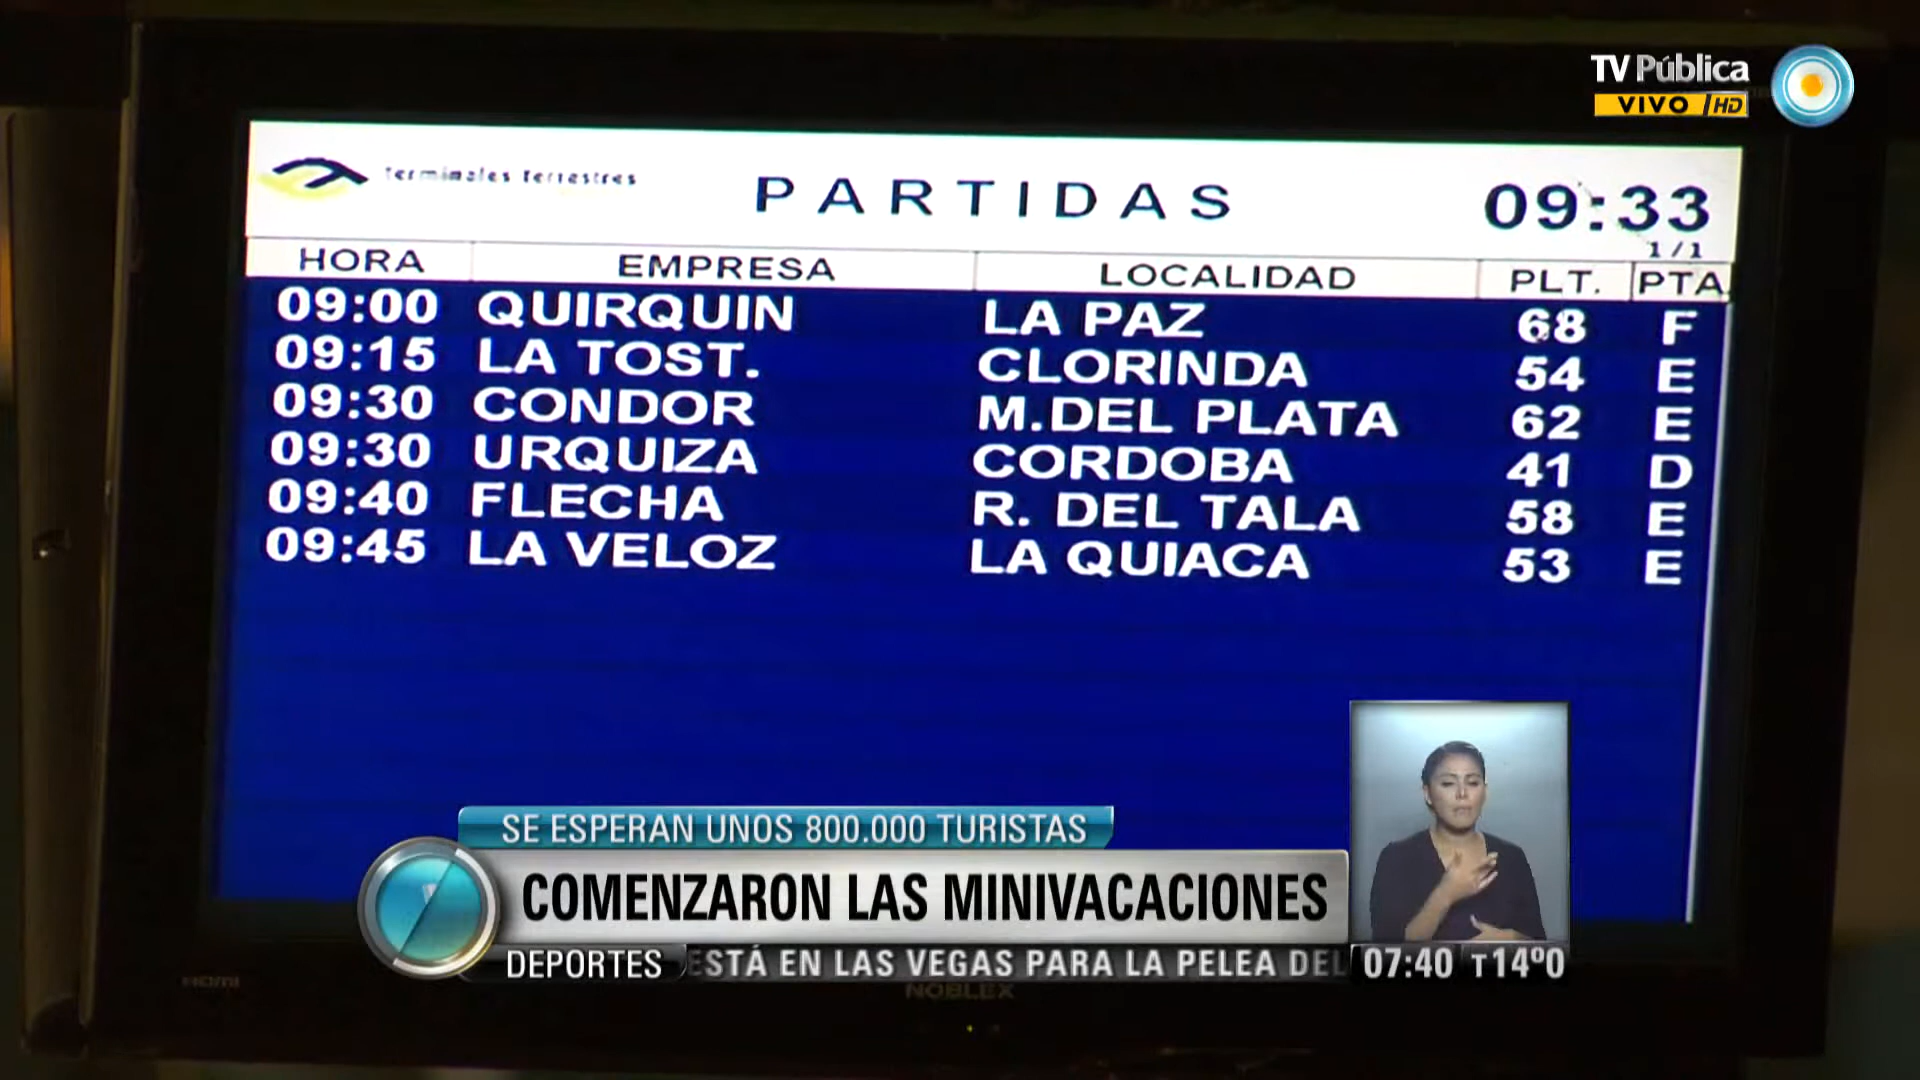 TV Pública
VIVO HD
Terminales terrestres
PARTIDAS
09:33
1/1
HORA EMPRESA LOCALIDAD PLT. PTA
09:00 QUIRQUIN LA PAZ 68 F
09:15 LA TOST. CLORINDA 54 E
09:30 CONDOR M.DEL PLATA 62 E
09:30 URQUIZA CORDOBA 41 D
09:40 FLECHA R. DEL TALA 58 E
09:45 LA VELOZ LA QUIACA 53 E
SE ESPERAN UNOS 800.000 TURISTAS
COMENZARON LAS MINIVACACIONES
DEPORTES ESTÁ EN LAS VEGAS PARA LA PELEA DEL 07:40 T14º0
HDMI
NOBLEX